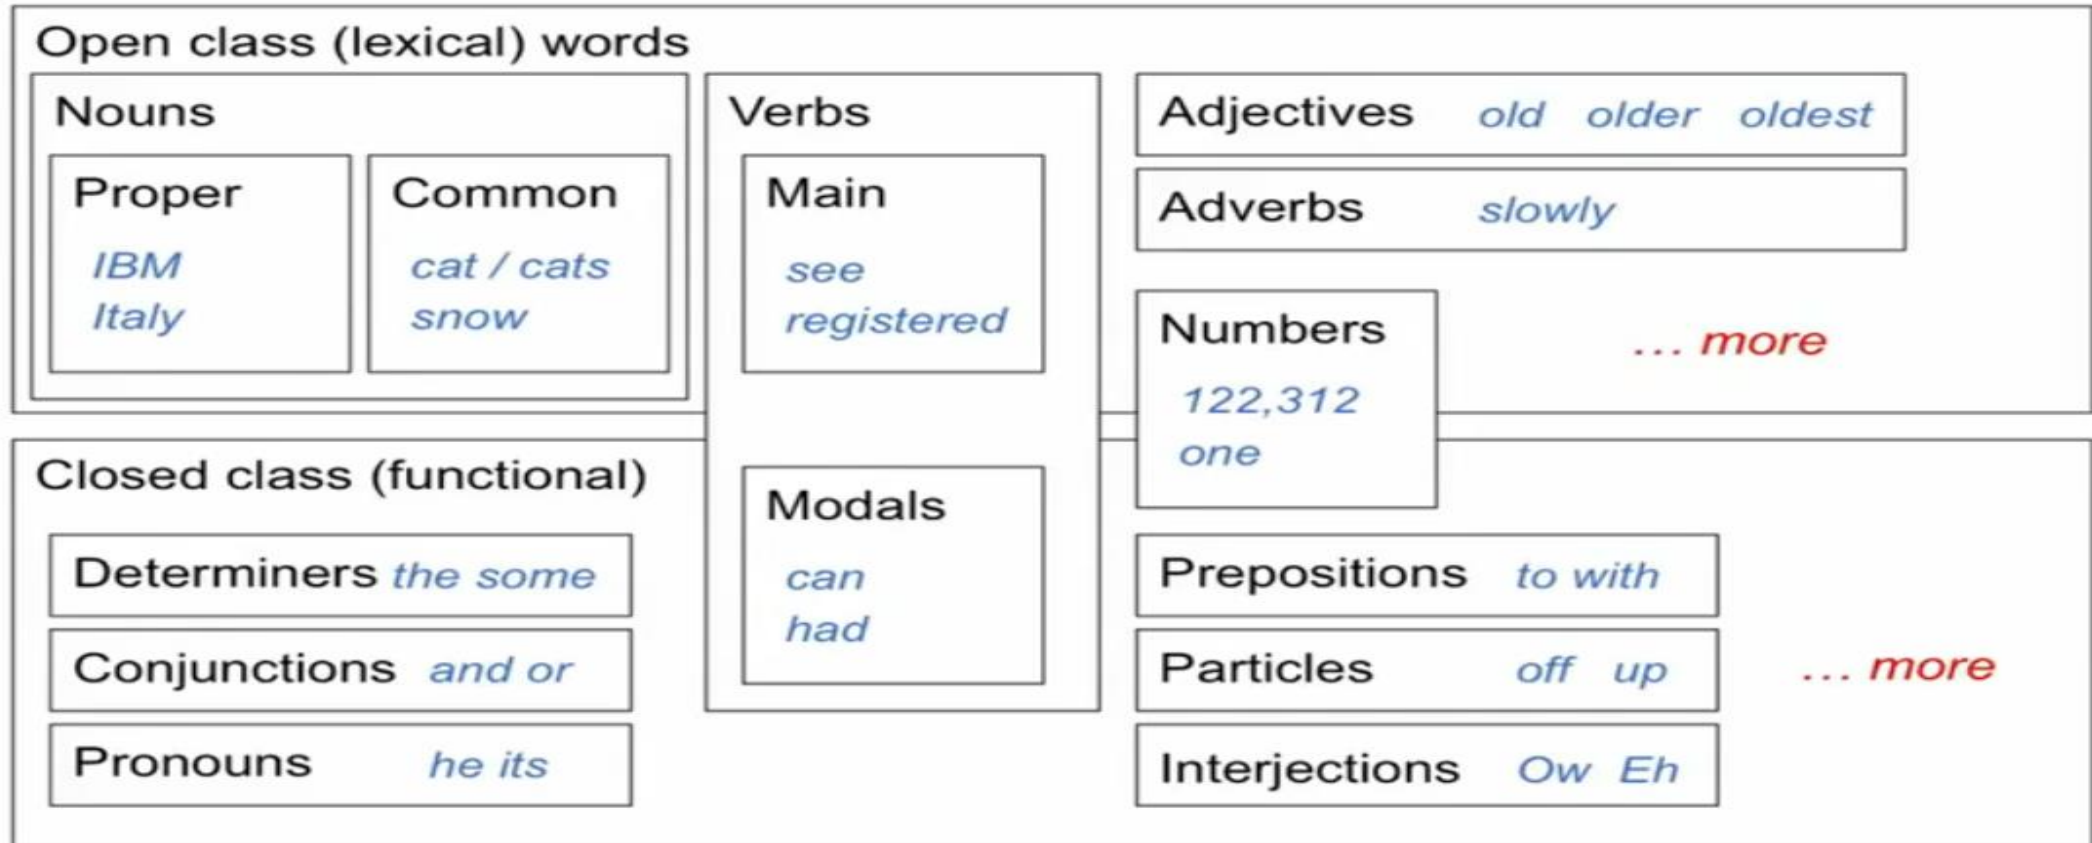 Open class (lexical) words
Nouns
Proper
IBM
Italy
Common
cat / cats
snow
Verbs
Main
see
registered
Adjectives old older oldest
Adverbs slowly
Numbers
122,312
one
... more
Closed class (functional)
Determiners the some
Conjunctions and or
Pronouns he its
Modals
can
had
Prepositions to with
Particles off up
Interjections Ow Eh
... more